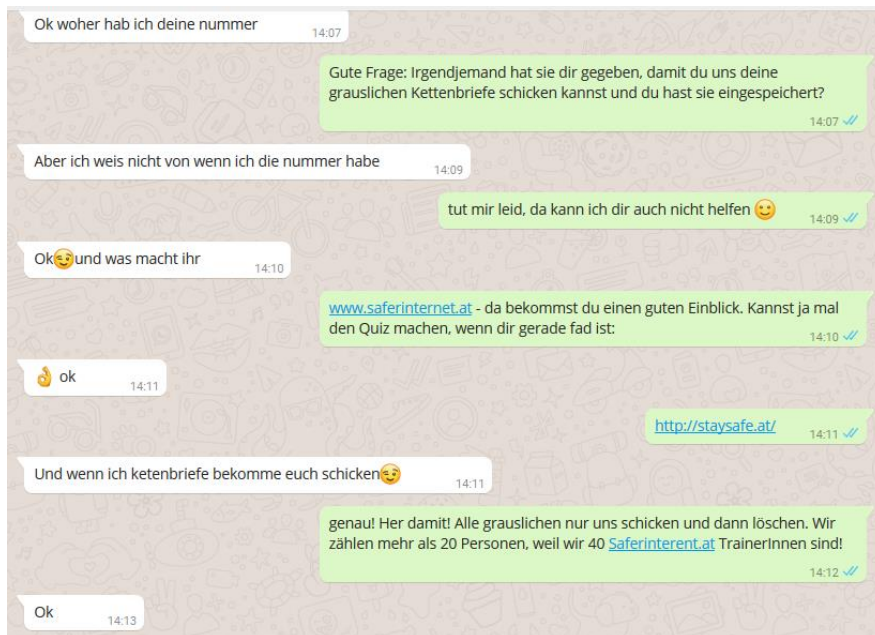 Ok woher hab ich deine nummer
14:07
Gute Frage: Irgendjemand hat sie dir gegeben, damit du uns deine
grauslichen Kettenbriefe schicken kannst und du hast sie eingespeichert?
14:07
Aber ich weis nicht von wenn ich die nummer habe
14:09
tut mir leid, da kann ich dir auch nicht helfen 🙂
14:09
Ok😉und was macht ihr
14:10
www.saferinternet.at - da bekommst du einen guten Einblick. Kannst ja mal
den Quiz machen, wenn dir gerade fad ist:
14:10
👌 ok
14:11
http://staysafe.at/
14:11
Und wenn ich ketenbriefe bekomme euch schicken😉
14:11
genau! Her damit! Alle grauslichen nur uns schicken und dann löschen. Wir
zählen mehr als 20 Personen, weil wir 40 Saferinterent.at TrainerInnen sind!
14:12
Ok
14:13